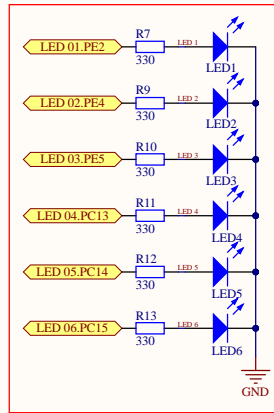 R7
LED 01.PE2
LED 1
330
LED1
R9
LED 02.PE4
LED 2
330
LED2
R10
LED 03.PE5
LED 3
330
LED3
R11
LED 04.PC13
LED 4
330
LED4
R12
LED 05.PC14
LED 5
330
LED5
R13
LED 06.PC15
LED 6
330
LED6
GND